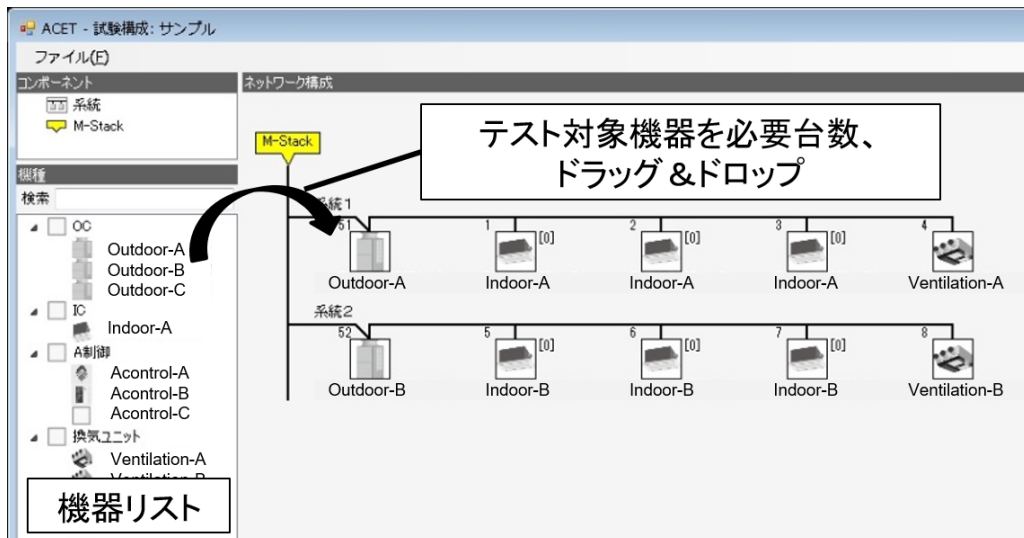 ACET - 試験構成: サンプル
ファイル(F)
コンポーネント
系統
M-Stack
機種
検索
OC
Outdoor-A
Outdoor-B
Outdoor-C
IC
Indoor-A
A制御
Acontrol-A
Acontrol-B
Acontrol-C
換気ユニット
Ventilation-A
機器リスト
ネットワーク構成
M-Stack
テスト対象機器を必要台数、
ドラッグ&ドロップ
系統1
51 1 [0] 2 [0] 3 [0] 4
Outdoor-A Indoor-A Indoor-A Indoor-A Ventilation-A
系統2
52 5 [0] 6 [0] 7 [0] 8
Outdoor-B Indoor-B Indoor-B Indoor-B Ventilation-B